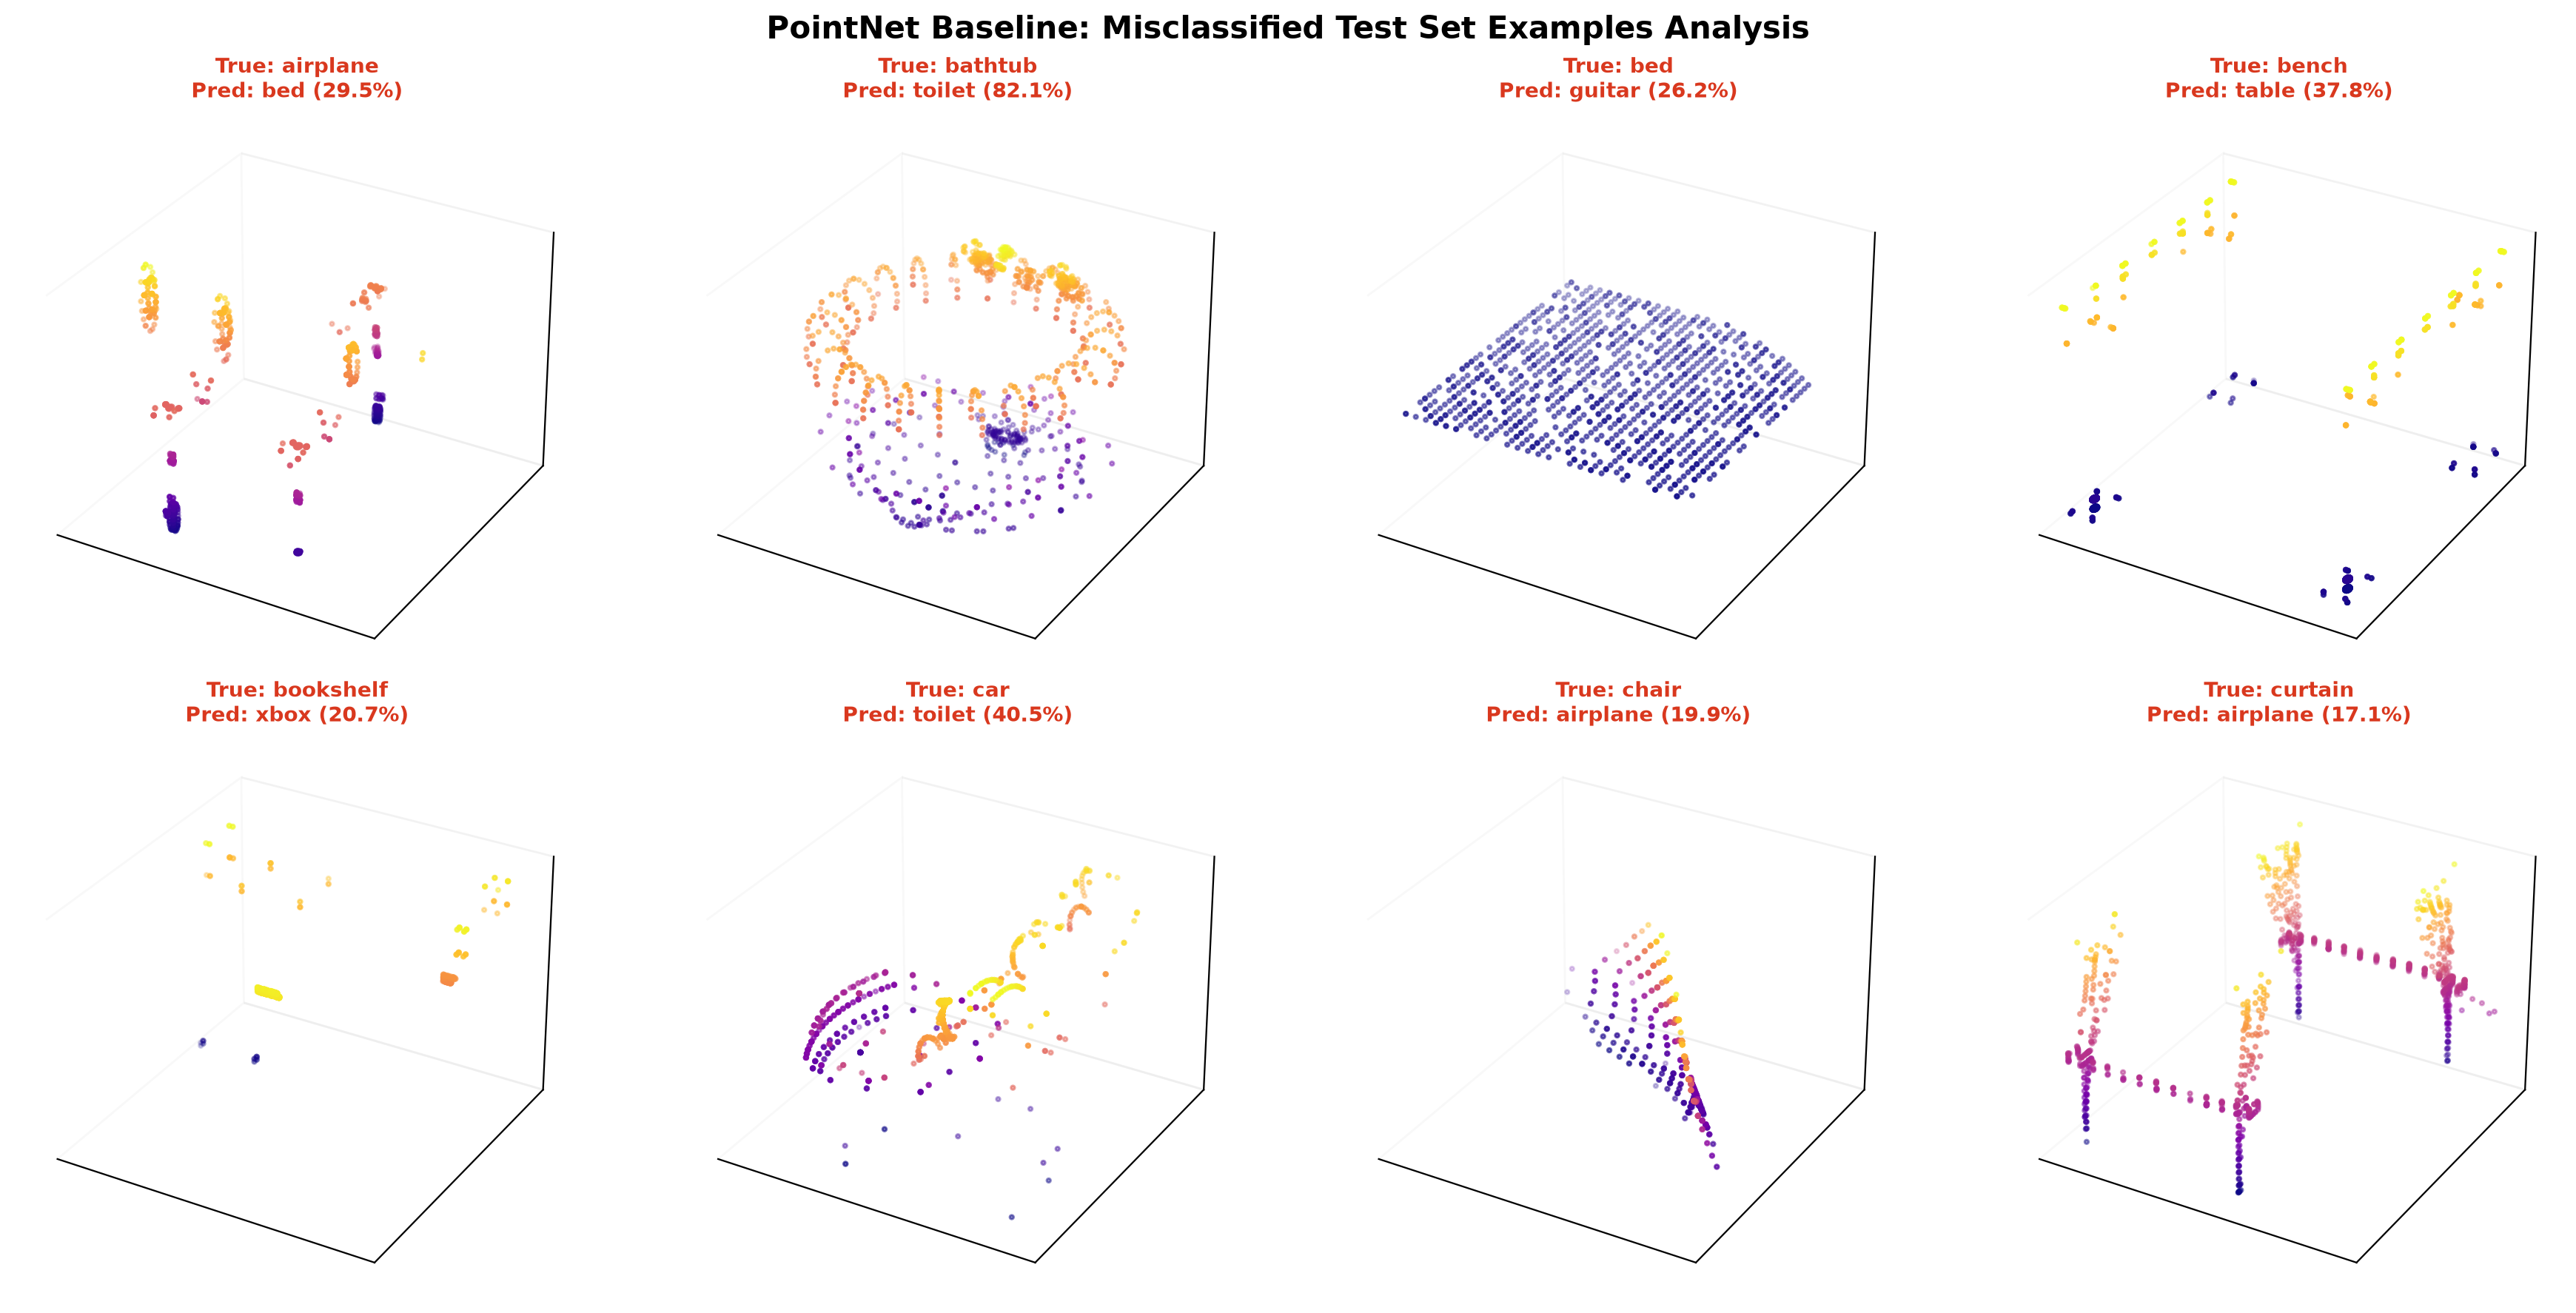 PointNet Baseline: Misclassified Test Set Examples Analysis
True: airplane
Pred: bed (29.5%)
True: bathtub
Pred: toilet (82.1%)
True: bed
Pred: guitar (26.2%)
True: bench
Pred: table (37.8%)
True: bookshelf
Pred: xbox (20.7%)
True: car
Pred: toilet (40.5%)
True: chair
Pred: airplane (19.9%)
True: curtain
Pred: airplane (17.1%)